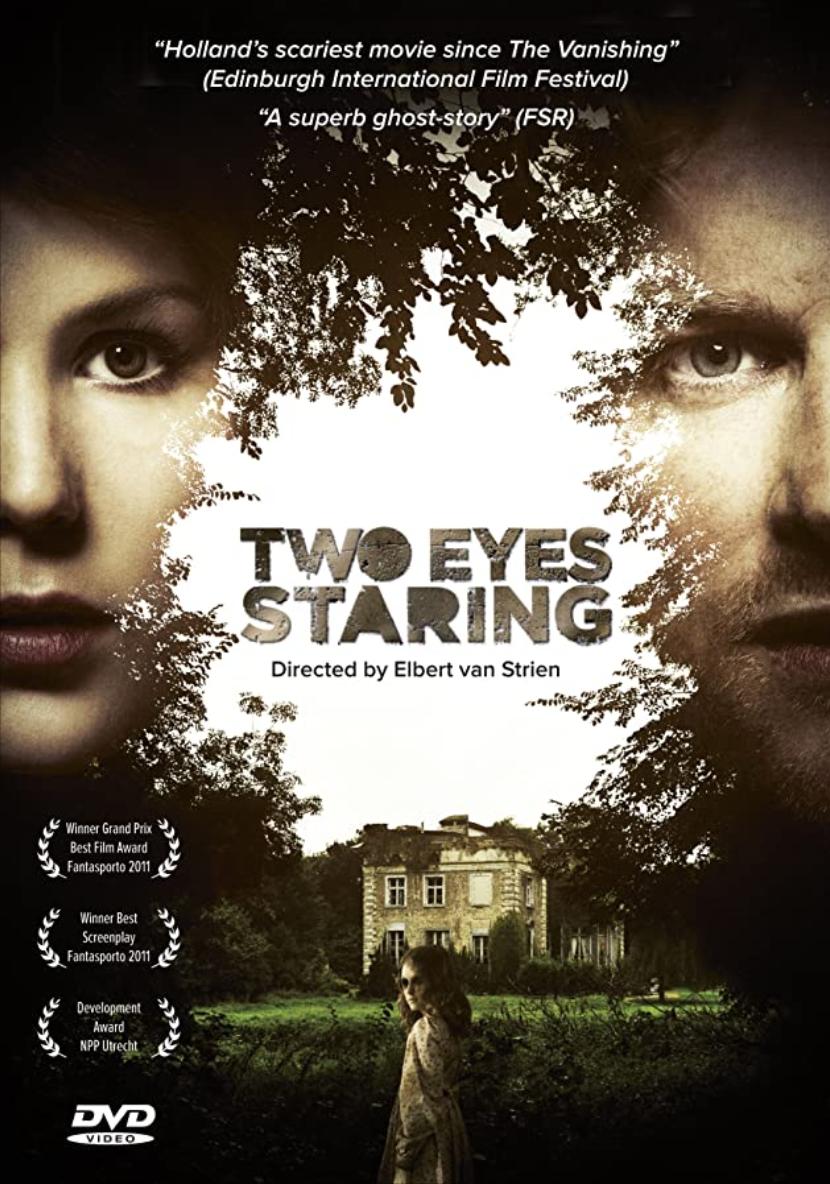 “Holland’s scariest movie since The Vanishing”
(Edinburgh International Film Festival)
“A superb ghost-story” (FSR)
TWO EYES
STARING
Directed by Elbert van Strien
Winner Grand Prix
Best Film Award
Fantasporto 2011
Winner Best
Screenplay
Fantasporto 2011
Development
Award
NPP Utrecht
DVD
VIDEO